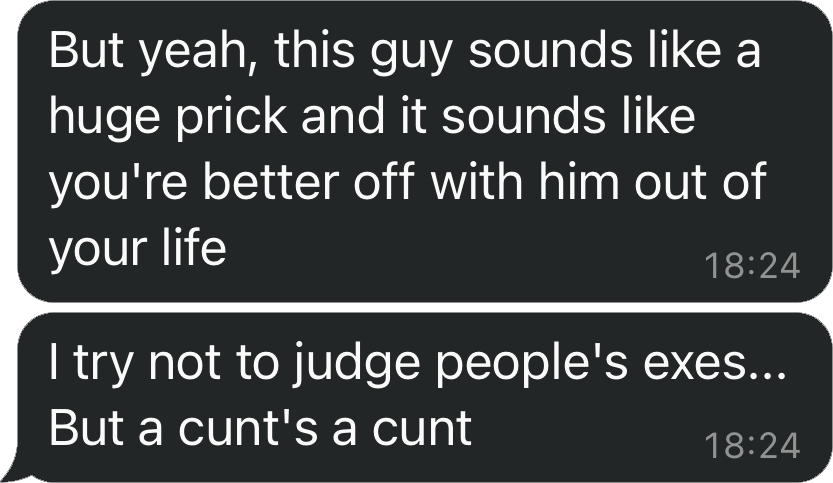 But yeah, this guy sounds like a
huge prick and it sounds like
you're better off with him out of
your life
18:24
I try not to judge people's exes...
But a cunt's a cunt
18:24